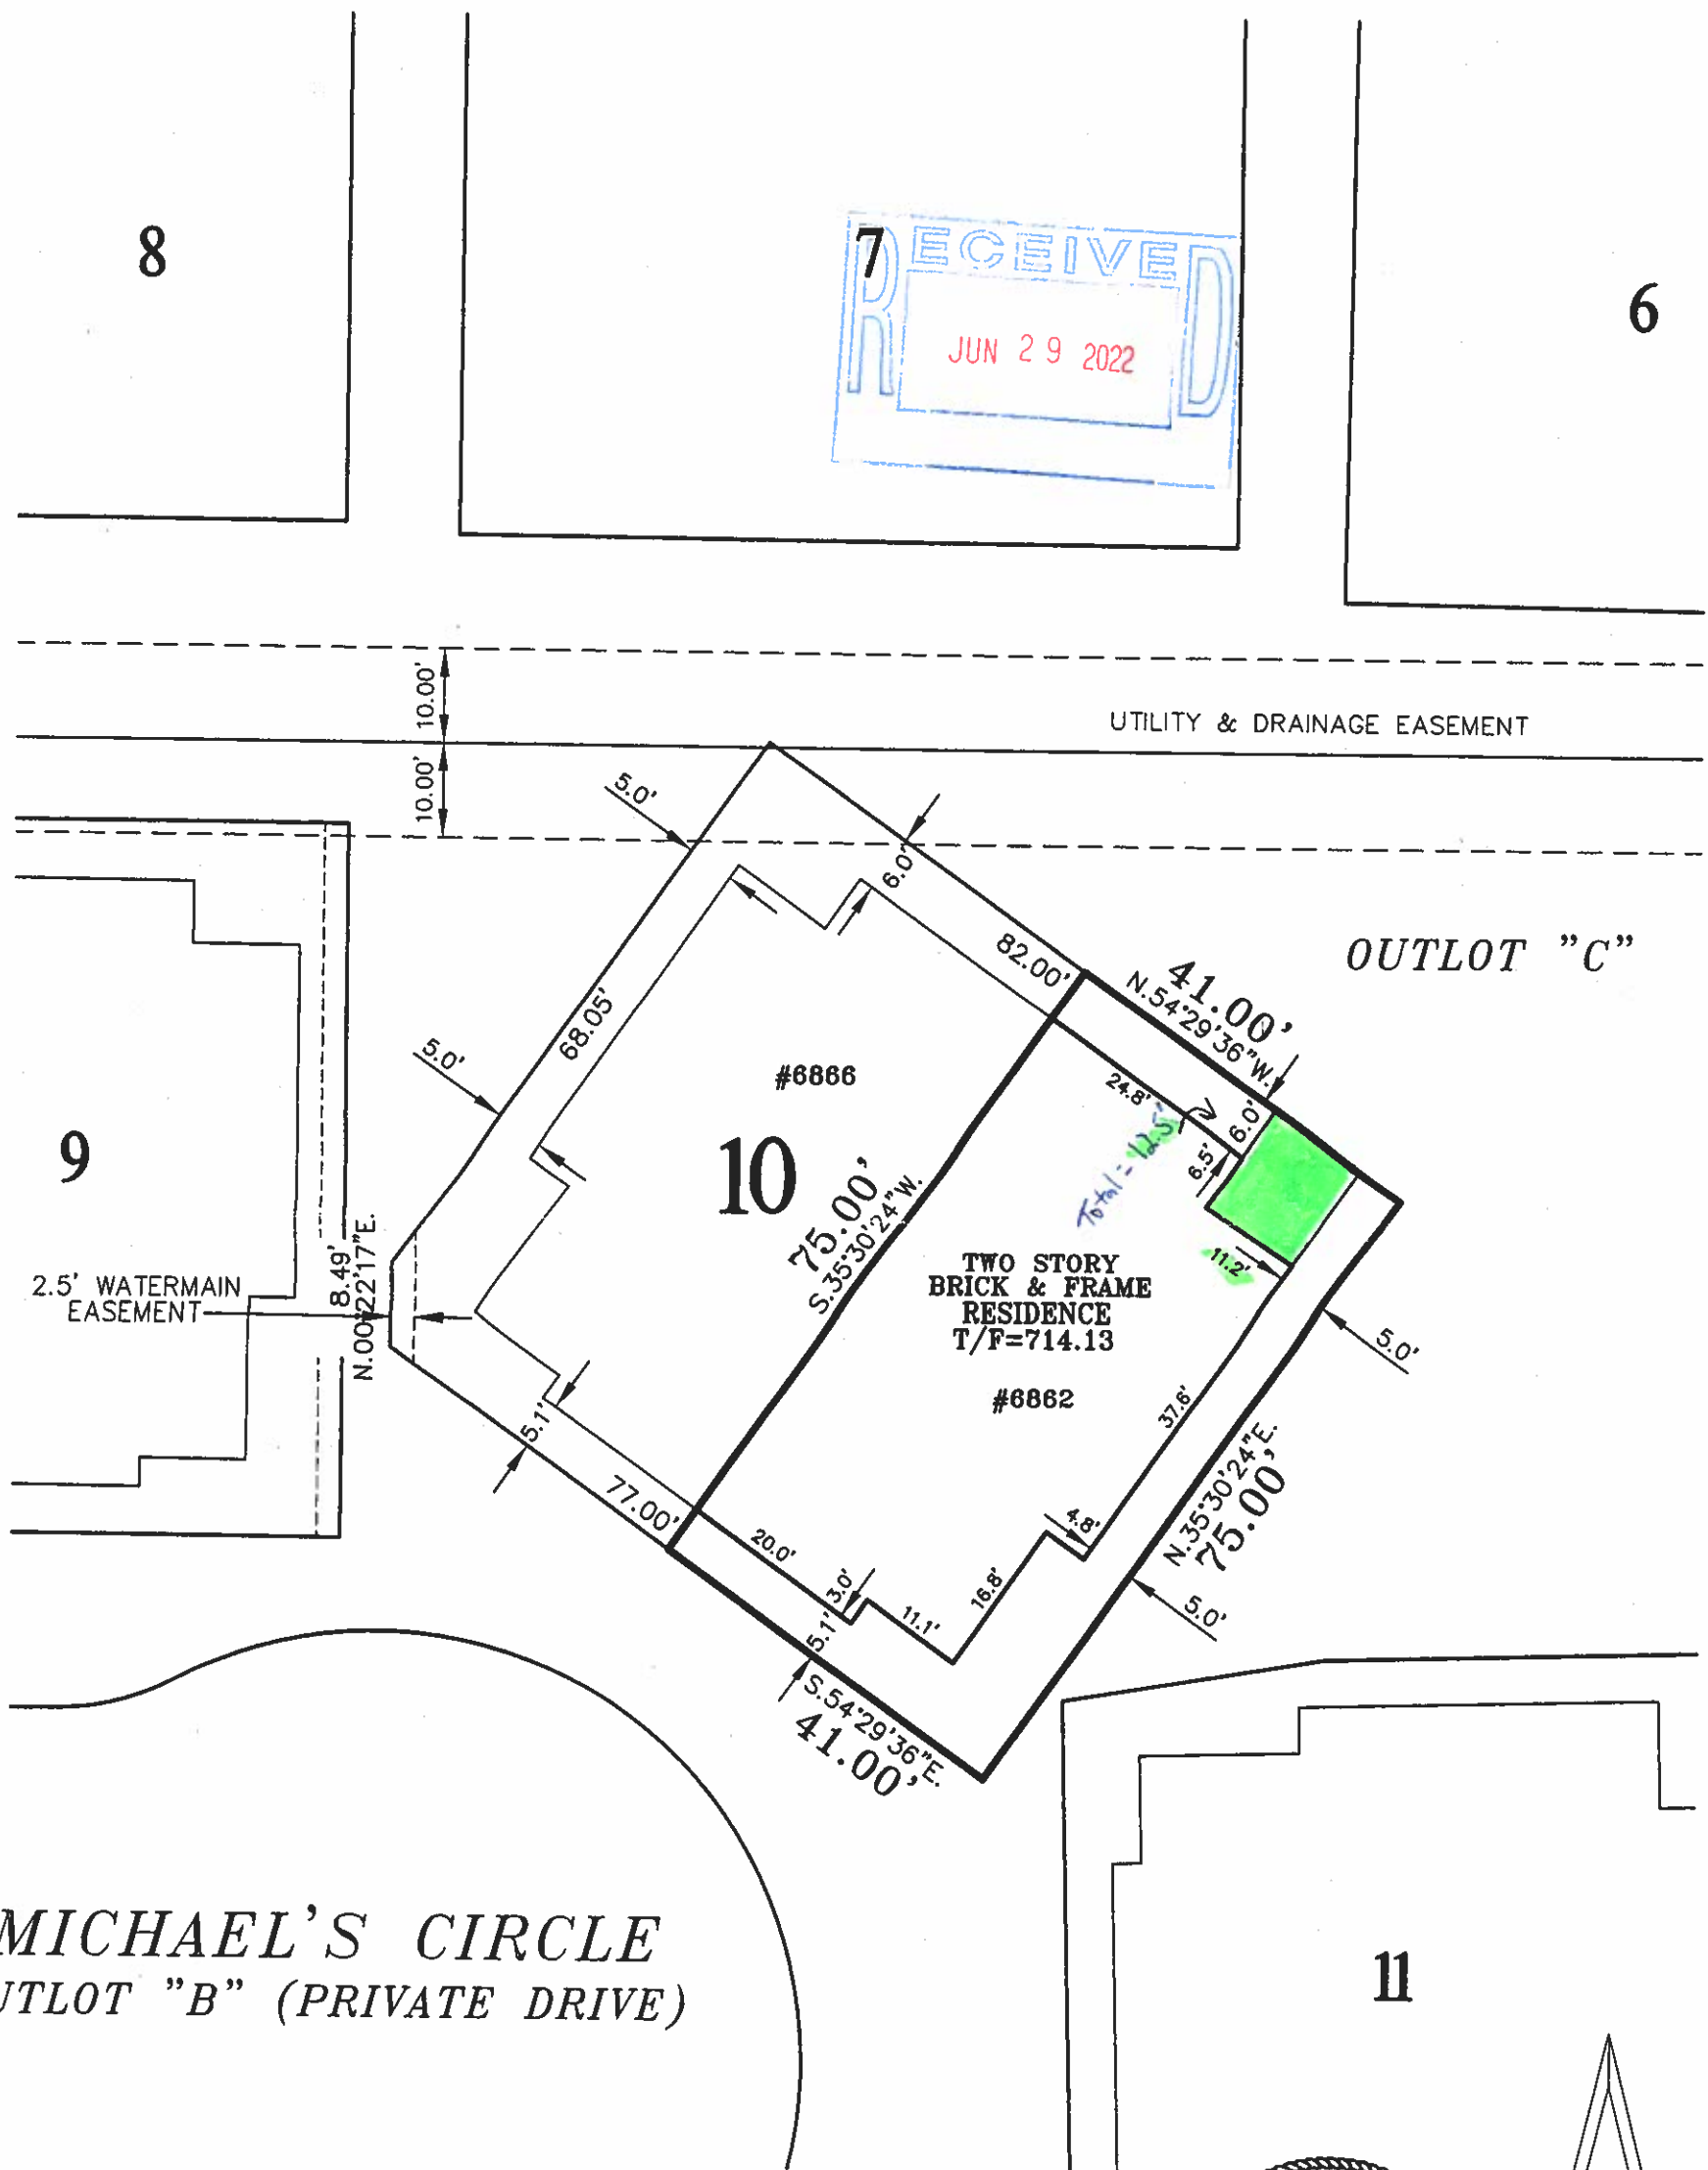 8
7
RECEIVED
JUN 29 2022
6
10.00'
10.00'
UTILITY & DRAINAGE EASEMENT
5.0'
6.0'
82.00'
OUTLOT "C"
41.00'
N.54°29'36"W.
68.05'
5.0'
#6866
24.8'
6.0'
6.5'
Total = 12.5'
9
10
75.00'
S.35°30'24"W.
11.2'
TWO STORY
BRICK & FRAME
RESIDENCE
T/F=714.13
#6862
2.5' WATERMAIN
EASEMENT
8.49'
N.00°22'17"E.
5.0'
37.6'
5.1'
77.00'
N.35°30'24"E.
75.00'
4.8'
20.0'
3.0'
16.8'
11.1'
5.1'
5.0'
S.54°29'36"E.
41.00'
MICHAEL'S CIRCLE
UTLOT "B" (PRIVATE DRIVE)
11